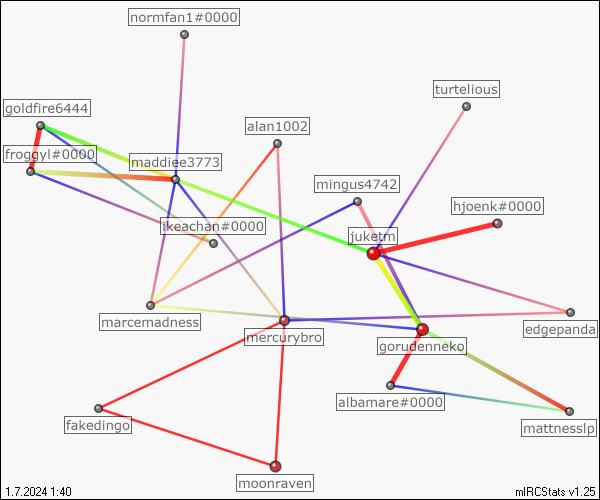 normfan1#0000
turtelious
goldfire6444
alan1002
froggyl#0000
maddiee3773
mingus4742
hjoenk#0000
ikeachan#0000
juketm
marcemadness
edgepanda
mercurybro
gorudenneko
albamare#0000
fakedingo
mattnesslp
moonraven
1.7.2024 1:40
mIRCStats v1.25